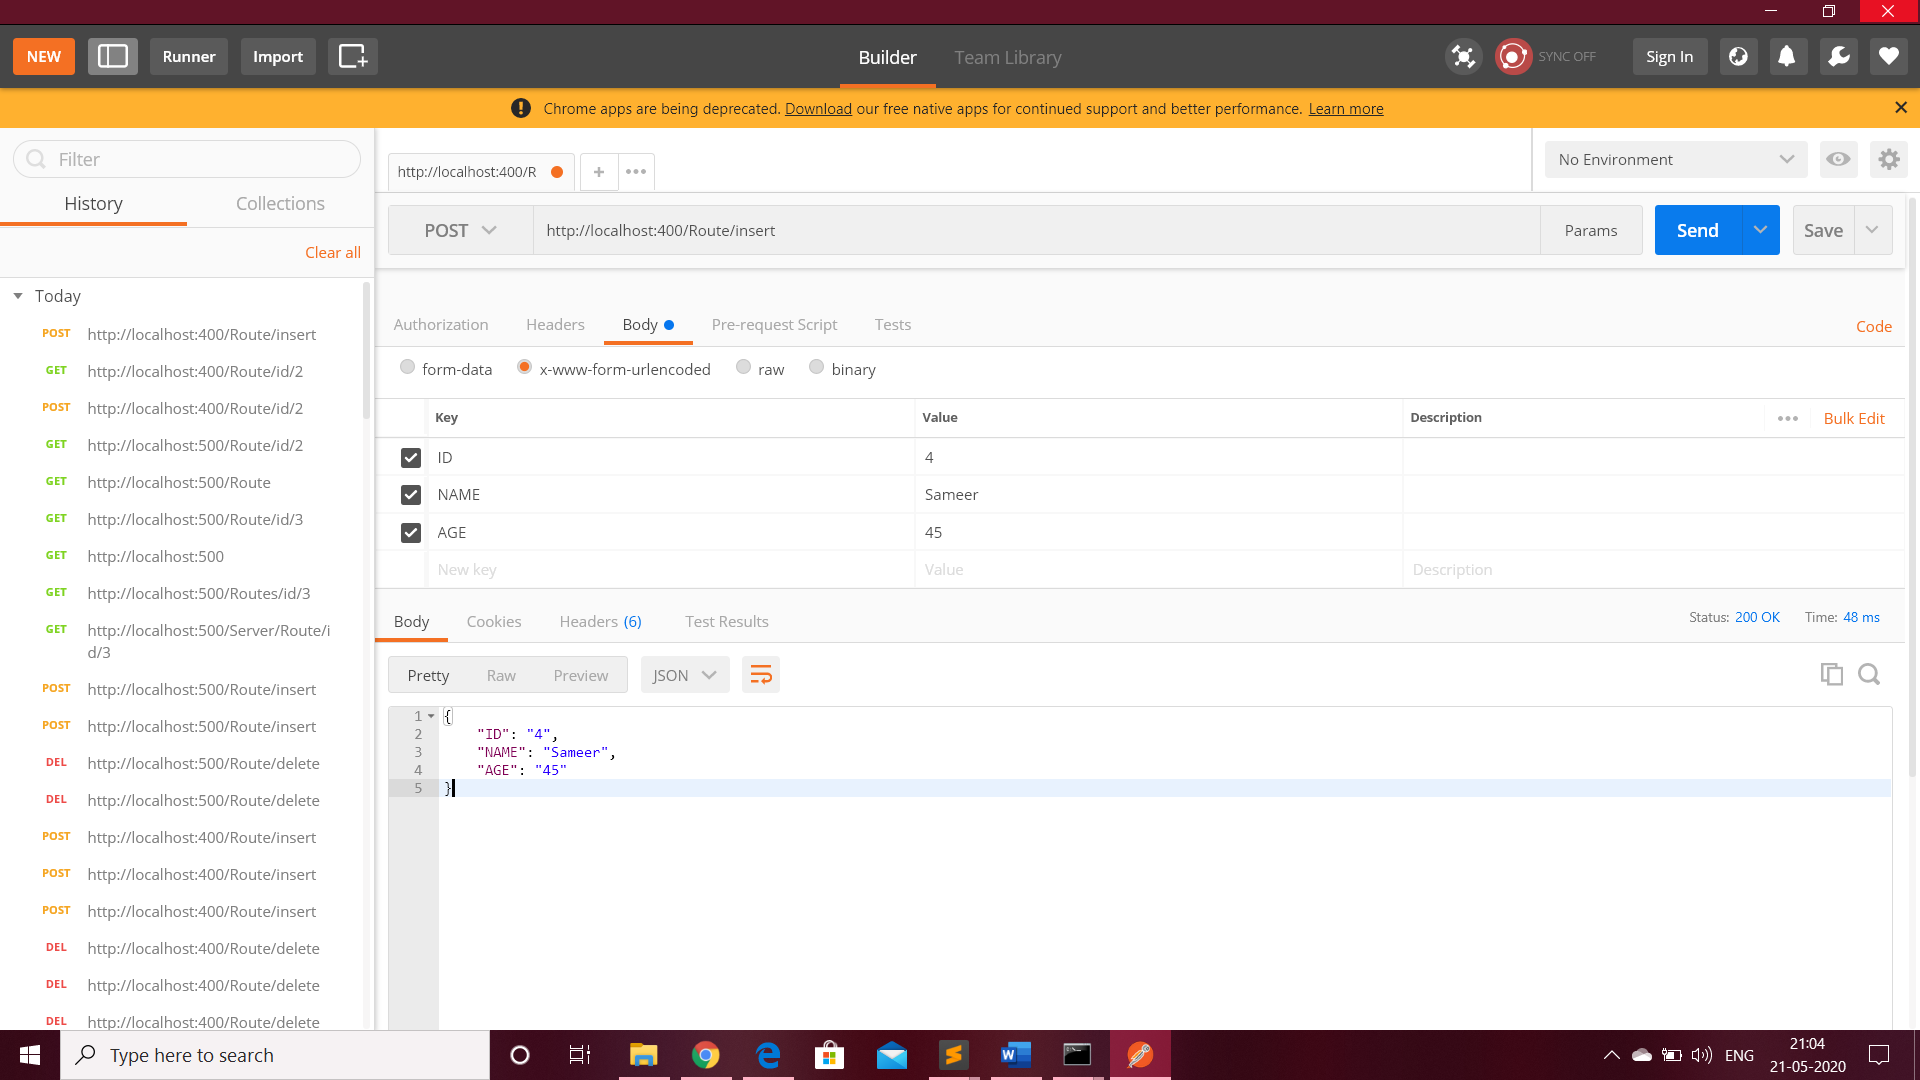 NEW
Runner
Import
Builder
Team Library
SYNC OFF
Sign In
Chrome apps are being deprecated. Download our free native apps for continued support and better performance. Learn more
Filter
History
Collections
Clear all
Today
POST http://localhost:400/Route/insert
GET http://localhost:400/Route/id/2
POST http://localhost:400/Route/id/2
GET http://localhost:500/Route/id/2
GET http://localhost:500/Route
GET http://localhost:500/Route/id/3
GET http://localhost:500
GET http://localhost:500/Routes/id/3
GET http://localhost:500/Server/Route/i
d/3
POST http://localhost:500/Route/insert
POST http://localhost:500/Route/insert
DEL http://localhost:500/Route/delete
DEL http://localhost:500/Route/delete
POST http://localhost:400/Route/insert
POST http://localhost:400/Route/insert
POST http://localhost:400/Route/insert
DEL http://localhost:400/Route/delete
DEL http://localhost:400/Route/delete
DEL http://localhost:400/Route/delete
http://localhost:400/R
No Environment
POST
http://localhost:400/Route/insert
Params
Send
Save
Authorization
Headers
Body
Pre-request Script
Tests
Code
form-data
x-www-form-urlencoded
raw
binary
Key Value Description
Bulk Edit
ID 4
NAME Sameer
AGE 45
New key Value Description
Body
Cookies
Headers (6)
Test Results
Status: 200 OK
Time: 48 ms
Pretty
Raw
Preview
JSON
1 {
2 "ID": "4",
3 "NAME": "Sameer",
4 "AGE": "45"
5 }
Type here to search
ENG
21:04
21-05-2020